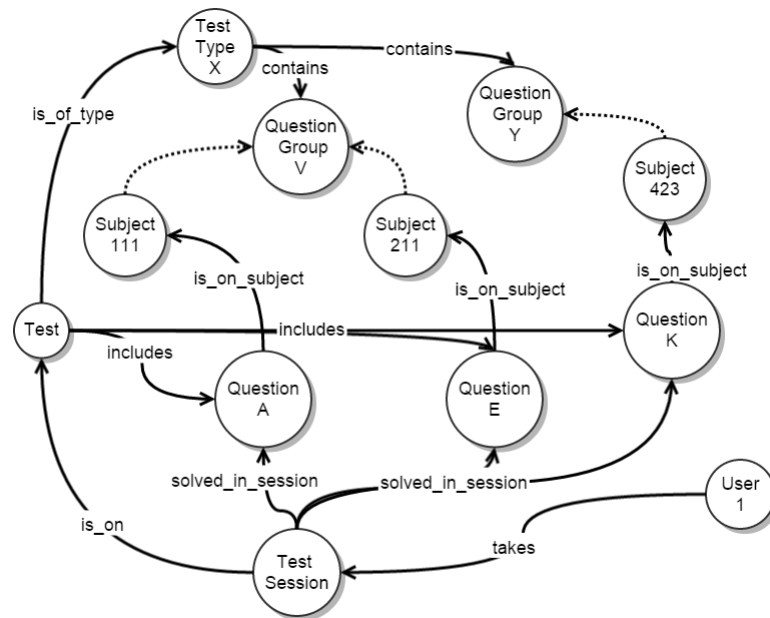 Test
Type
X
contains
contains
is_of_type
Question
Group
V
Question
Group
Y
Subject
423
Subject
111
Subject
211
is_on_subject
is_on_subject
is_on_subject
Test
includes
includes
Question
K
Question
A
Question
E
solved_in_session
solved_in_session
User
1
is_on
takes
Test
Session